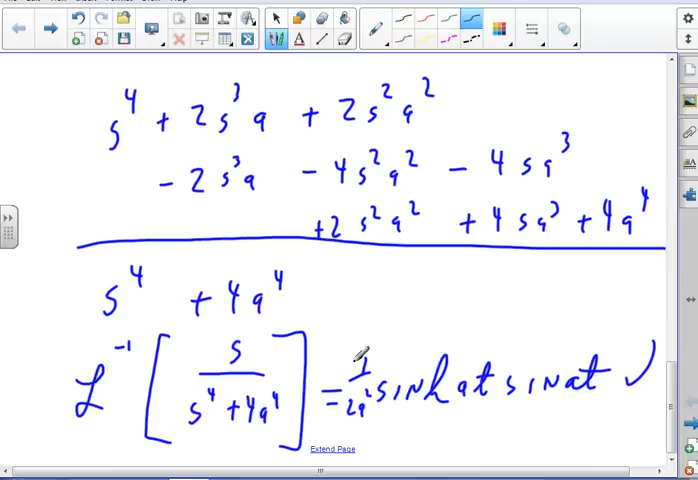 s⁴ + 2s³a + 2s²a²
- 2s³a - 4s²a² - 4sa³
+2s²a² + 4sa³ + 4a⁴
s⁴ + 4a⁴
ℒ⁻¹ [ s / (s⁴ + 4a⁴) ] = 1/(2a²) sinh at sin at ✓
Extend Page